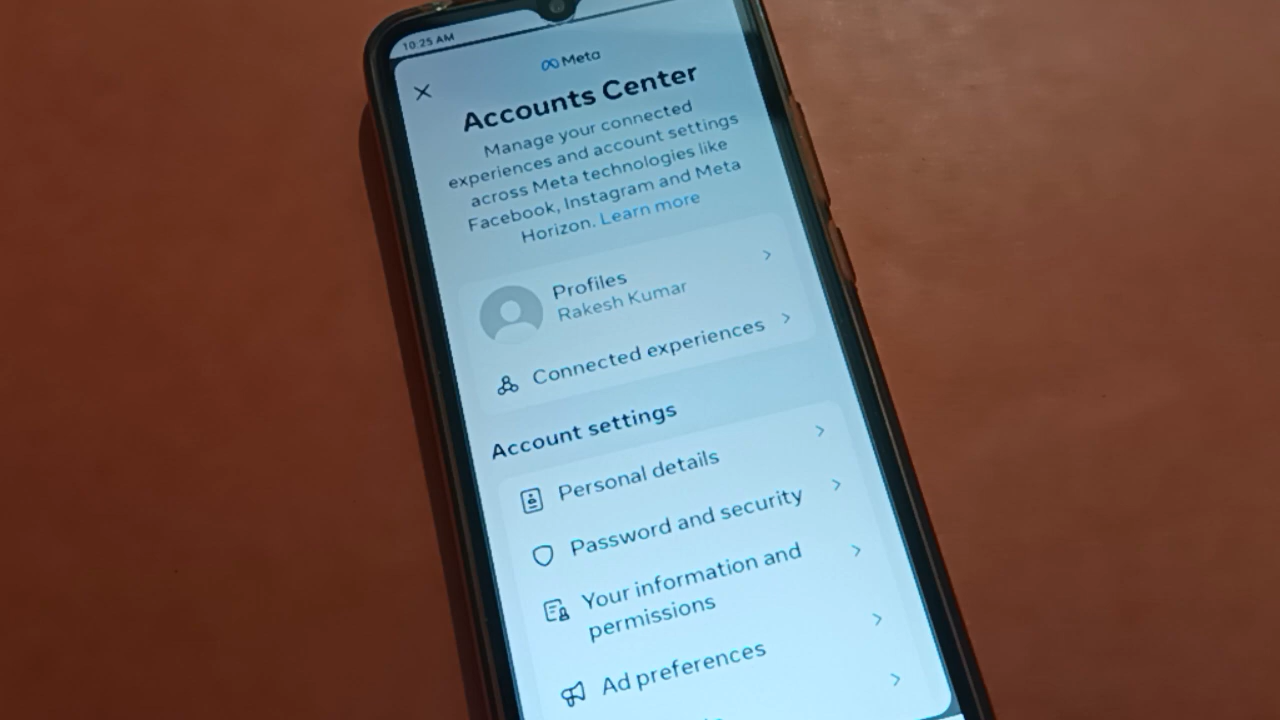 10:25 AM
Meta
Accounts Center
Manage your connected
experiences and account settings
across Meta technologies like
Facebook, Instagram and Meta
Horizon. Learn more
Profiles
Rakesh Kumar
Connected experiences
Account settings
Personal details
Password and security
Your information and
permissions
Ad preferences